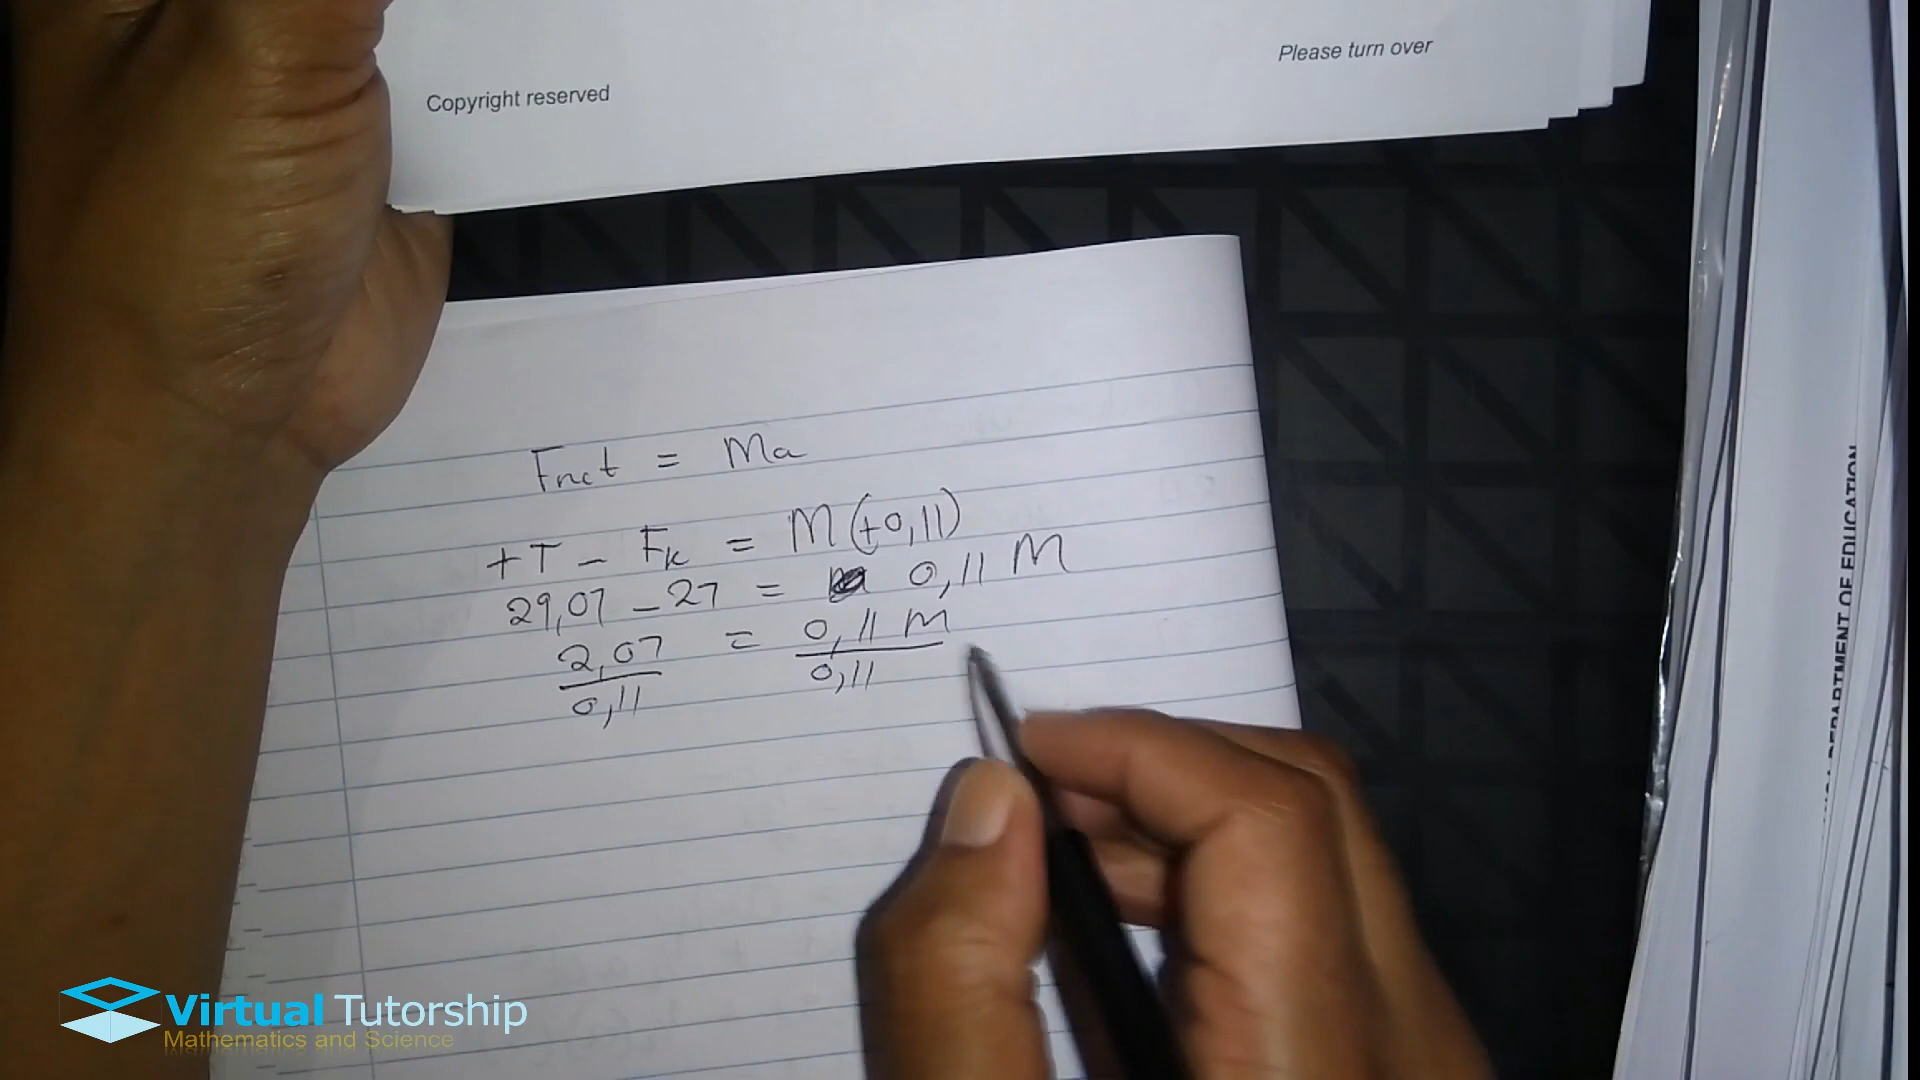 Please turn over
Copyright reserved
Fnet = Ma
+T - Fk = M(+0,11)
29,07 - 27 = 0,11 M
2,07 = 0,11 M
0,11 0,11
DEPARTMENT OF EDUCATION
Virtual Tutorship
Mathematics and Science